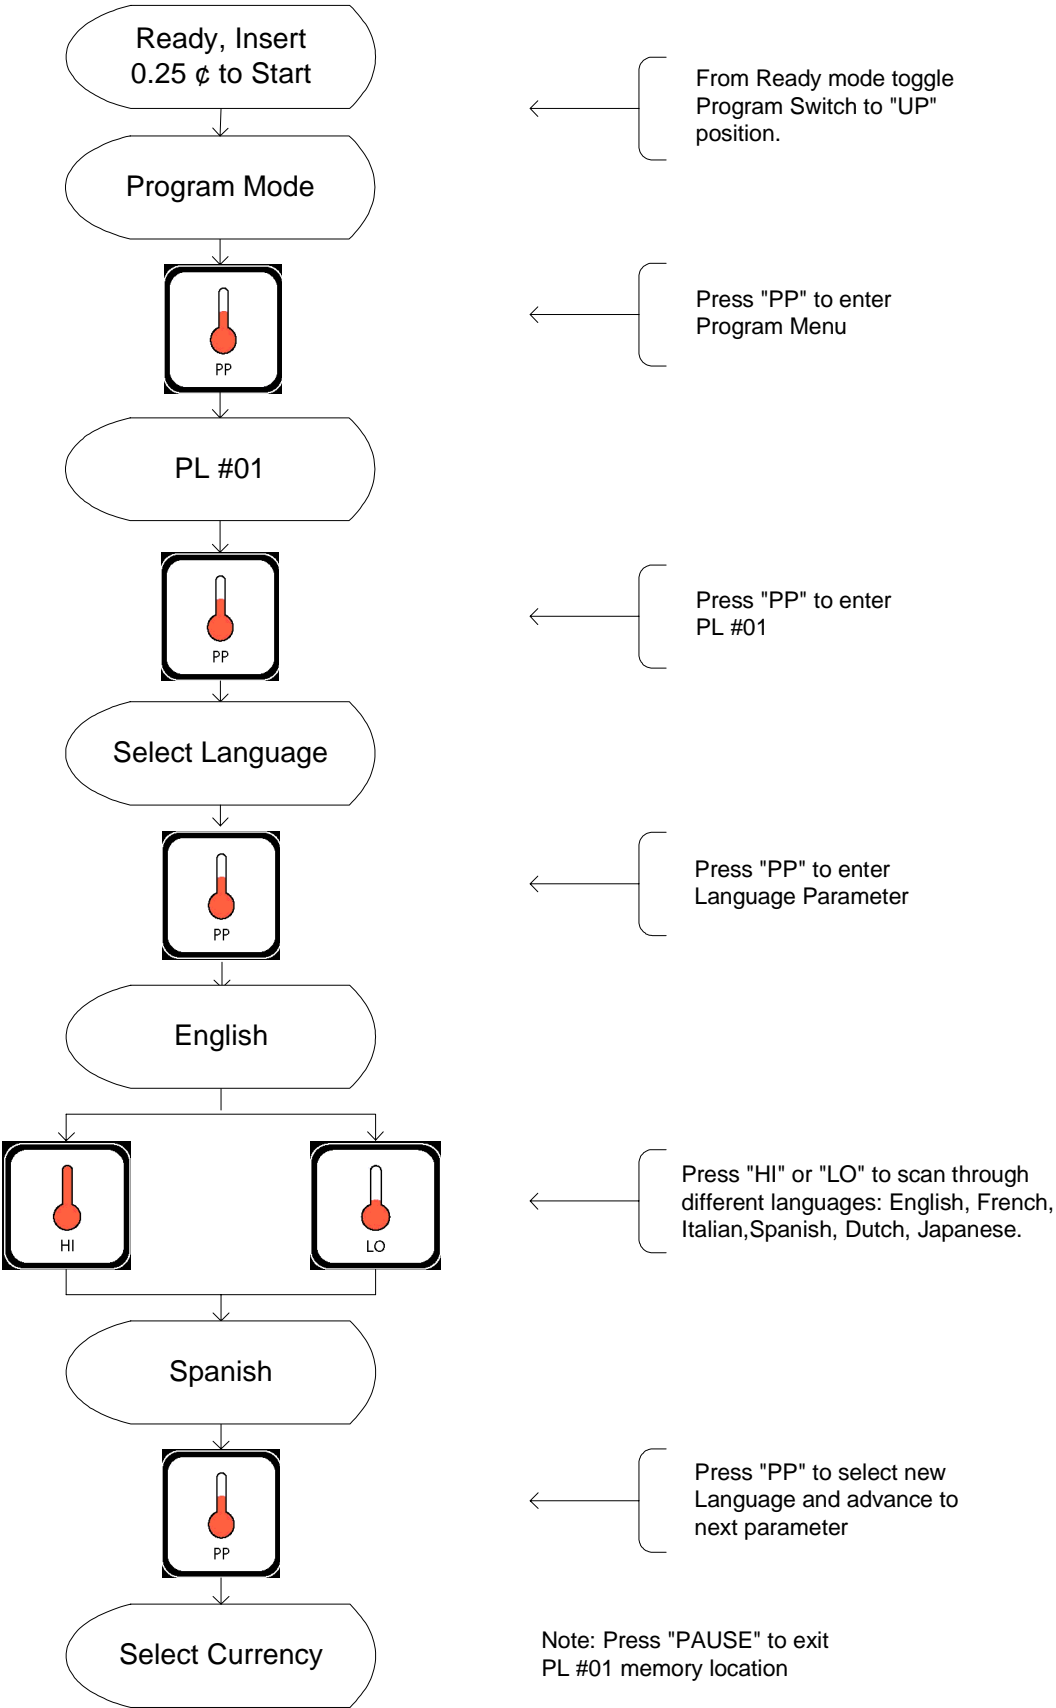 Ready, Insert
0.25 ¢ to Start
From Ready mode toggle
Program Switch to "UP"
position.
Program Mode
PP
Press "PP" to enter
Program Menu
PL #01
PP
Press "PP" to enter
PL #01
Select Language
PP
Press "PP" to enter
Language Parameter
English
HI
LO
Press "HI" or "LO" to scan through
different languages: English, French,
Italian,Spanish, Dutch, Japanese.
Spanish
PP
Press "PP" to select new
Language and advance to
next parameter
Select Currency
Note: Press "PAUSE" to exit
PL #01 memory location